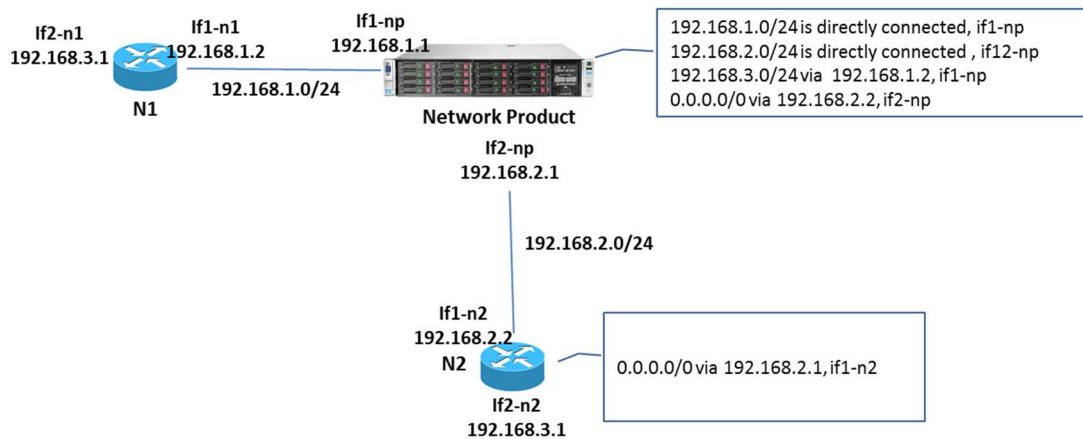 If2-n1
192.168.3.1
If1-n1
192.168.1.2
N1
192.168.1.0/24
If1-np
192.168.1.1
Network Product
192.168.1.0/24 is directly connected, if1-np
192.168.2.0/24 is directly connected , if12-np
192.168.3.0/24 via 192.168.1.2, if1-np
0.0.0.0/0 via 192.168.2.2, if2-np
If2-np
192.168.2.1
192.168.2.0/24
If1-n2
192.168.2.2
N2
0.0.0.0/0 via 192.168.2.1, if1-n2
If2-n2
192.168.3.1